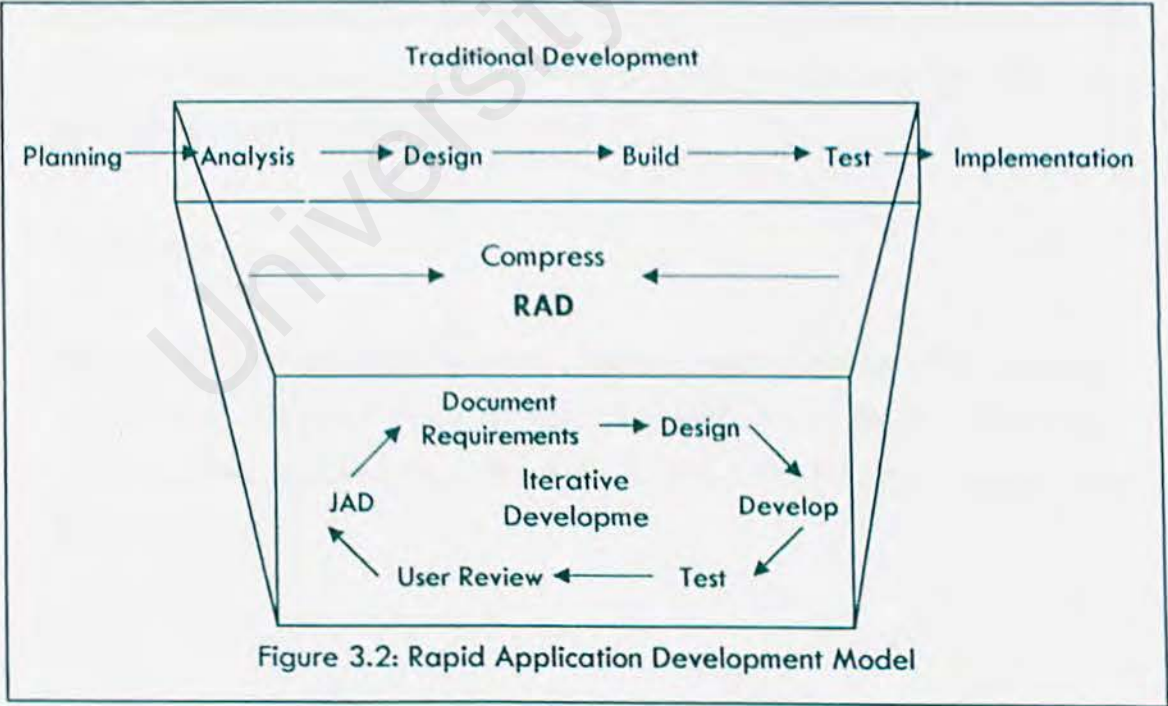 University
Traditional Development
Planning Analysis Design Build Test Implementation
Compress
RAD
Document
Requirements Design
Iterative
JAD Developme Develop
User Review Test
Figure 3.2: Rapid Application Development Model